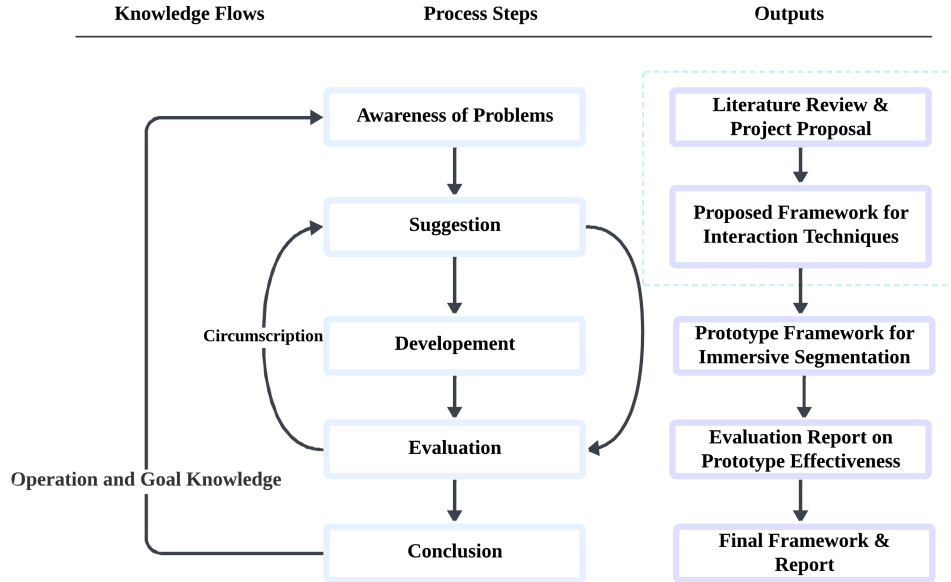 Knowledge Flows
Process Steps
Outputs
Awareness of Problems
Literature Review &
Project Proposal
Suggestion
Proposed Framework for
Interaction Techniques
Circumscription
Developement
Prototype Framework for
Immersive Segmentation
Evaluation
Evaluation Report on
Prototype Effectiveness
Operation and Goal Knowledge
Conclusion
Final Framework &
Report